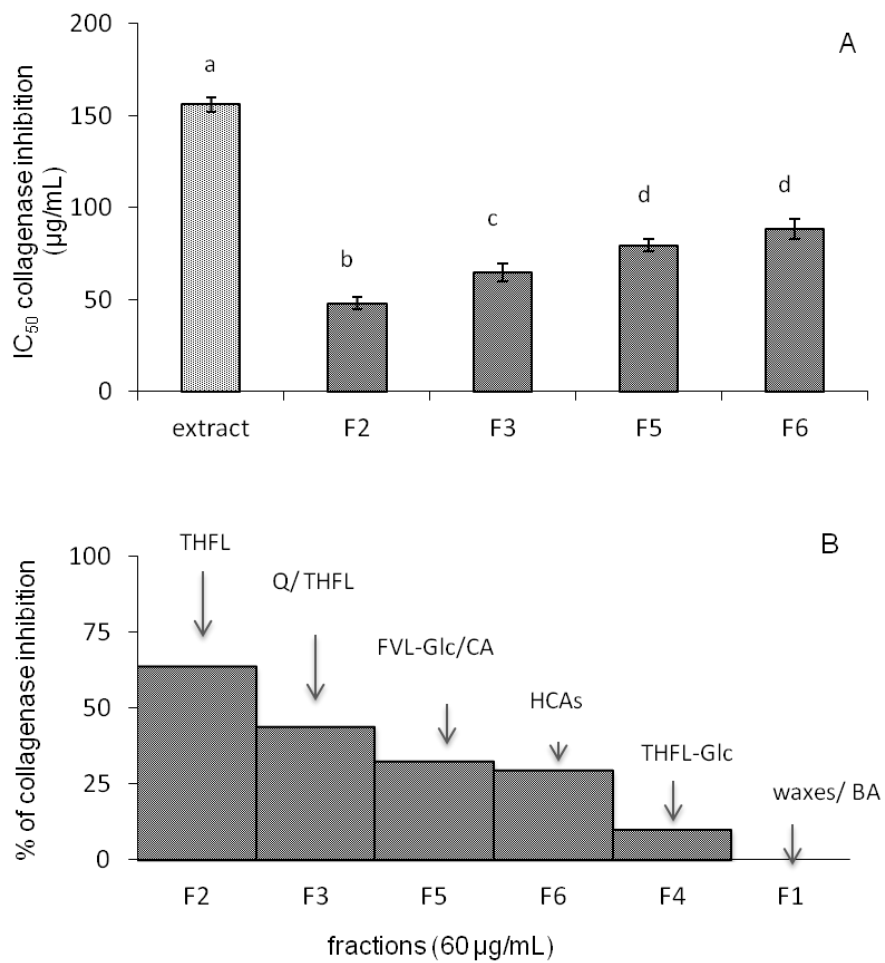 A
200
150
100
50
0
IC50 collagenase inhibition
(µg/mL)
a
b
c
d
d
extract F2 F3 F5 F6
B
100
75
50
25
0
% of collagenase inhibition
THFL
Q/ THFL
FVL-Glc/CA
HCAs
THFL-Glc
waxes/ BA
F2 F3 F5 F6 F4 F1
fractions (60 µg/mL)